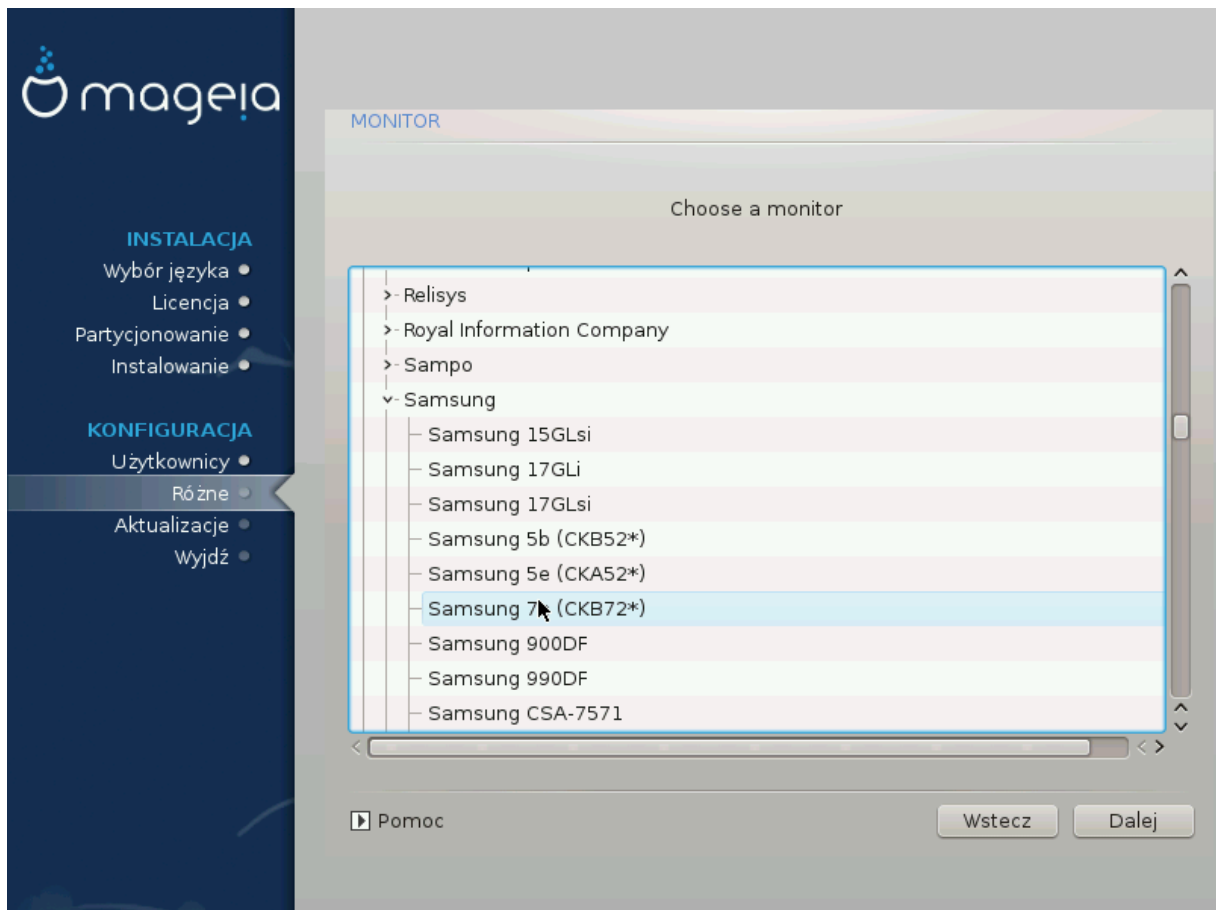 mageia
INSTALACJA
Wybór języka
Licencja
Partycjonowanie
Instalowanie
KONFIGURACJA
Użytkownicy
Różne
Aktualizacje
Wyjdź
MONITOR
Choose a monitor
Relisys
Royal Information Company
Sampo
Samsung
Samsung 15GLsi
Samsung 17GLi
Samsung 17GLsi
Samsung 5b (CKB52*)
Samsung 5e (CKA52*)
Samsung (CKB72*)
Samsung 900DF
Samsung 990DF
Samsung CSA-7571
Pomoc
Wstecz
Dalej